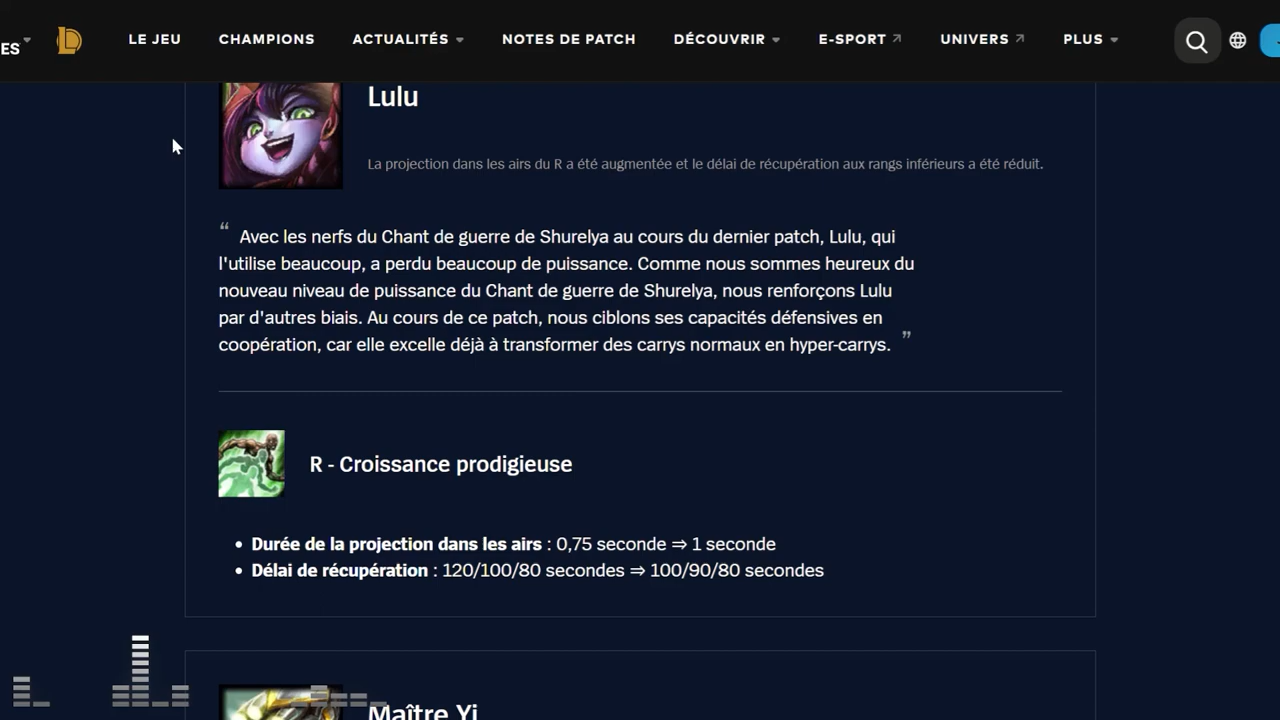 ES
LE JEU CHAMPIONS ACTUALITÉS NOTES DE PATCH DÉCOUVRIR E-SPORT UNIVERS PLUS
Lulu
La projection dans les airs du R a été augmentée et le délai de récupération aux rangs inférieurs a été réduit.
“ Avec les nerfs du Chant de guerre de Shurelya au cours du dernier patch, Lulu, qui
l'utilise beaucoup, a perdu beaucoup de puissance. Comme nous sommes heureux du
nouveau niveau de puissance du Chant de guerre de Shurelya, nous renforçons Lulu
par d'autres biais. Au cours de ce patch, nous ciblons ses capacités défensives en
coopération, car elle excelle déjà à transformer des carrys normaux en hyper-carrys. ”
R - Croissance prodigieuse
• Durée de la projection dans les airs : 0,75 seconde ⇒ 1 seconde
• Délai de récupération : 120/100/80 secondes ⇒ 100/90/80 secondes
Maître Yi